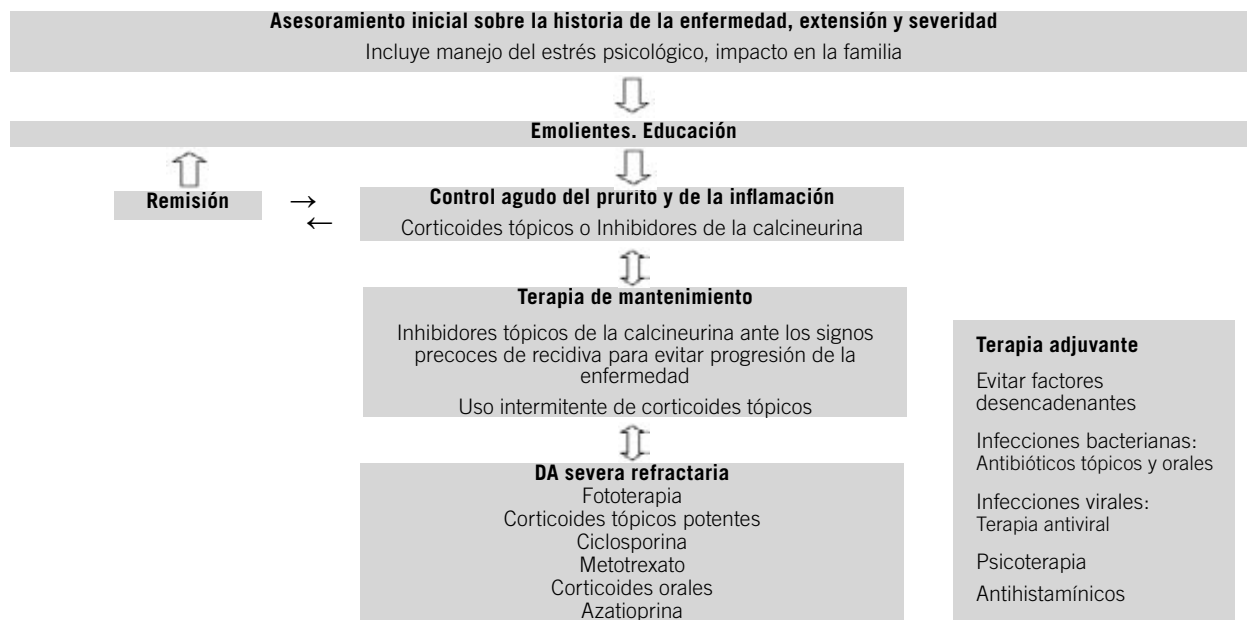 Asesoramiento inicial sobre la historia de la enfermedad, extensión y severidad
Incluye manejo del estrés psicológico, impacto en la familia
Emolientes. Educación
Remisión
Control agudo del prurito y de la inflamación
Corticoides tópicos o Inhibidores de la calcineurina
Terapia de mantenimiento
Inhibidores tópicos de la calcineurina ante los signos
precoces de recidiva para evitar progresión de la
enfermedad
Uso intermitente de corticoides tópicos
DA severa refractaria
Fototerapia
Corticoides tópicos potentes
Ciclosporina
Metotrexato
Corticoides orales
Azatioprina
Terapia adjuvante
Evitar factores
desencadenantes
Infecciones bacterianas:
Antibióticos tópicos y orales
Infecciones virales:
Terapia antiviral
Psicoterapia
Antihistamínicos